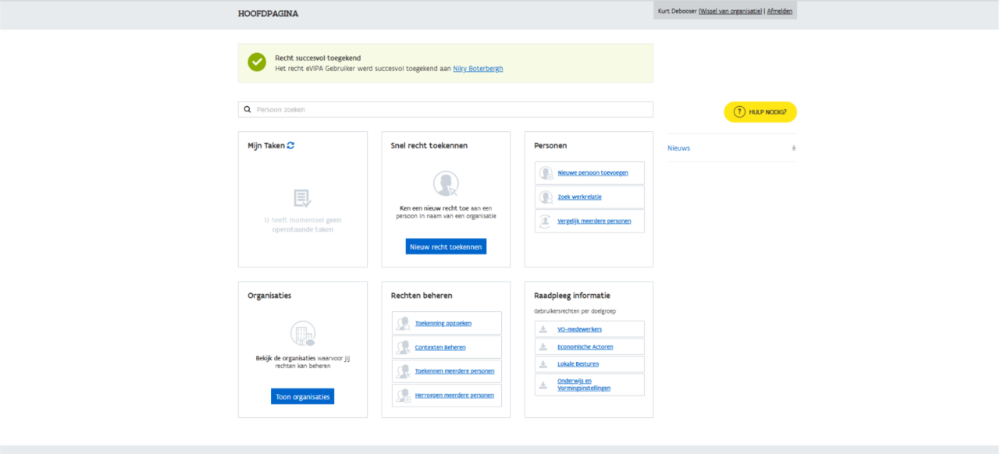 HOOFDPAGINA
Kurt Debooser (Wissel van organisatie) | Afmelden
Recht succesvol toegekend
Het recht eVIPA Gebruiker werd succesvol toegekend aan Niky Boterbergh
Persoon zoeken
? HULP NODIG?
Nieuws
Mijn Taken
U heeft momenteel geen
openstaande taken
Snel recht toekennen
Ken een nieuw recht toe aan een
persoon in naam van een organisatie
Nieuw recht toekennen
Personen
Nieuwe persoon toevoegen
Zoek werkrelatie
Vergelijk meerdere personen
Organisaties
Bekijk de organisaties waarvoor jij
rechten kan beheren
Toon organisaties
Rechten beheren
Toekenning opzoeken
Contexten Beheren
Toekennen meerdere personen
Herroepen meerdere personen
Raadpleeg informatie
Gebruikersrechten per doelgroep
VO-medewerkers
Economische Actoren
Lokale Besturen
Onderwijs en
Vormingsinstellingen